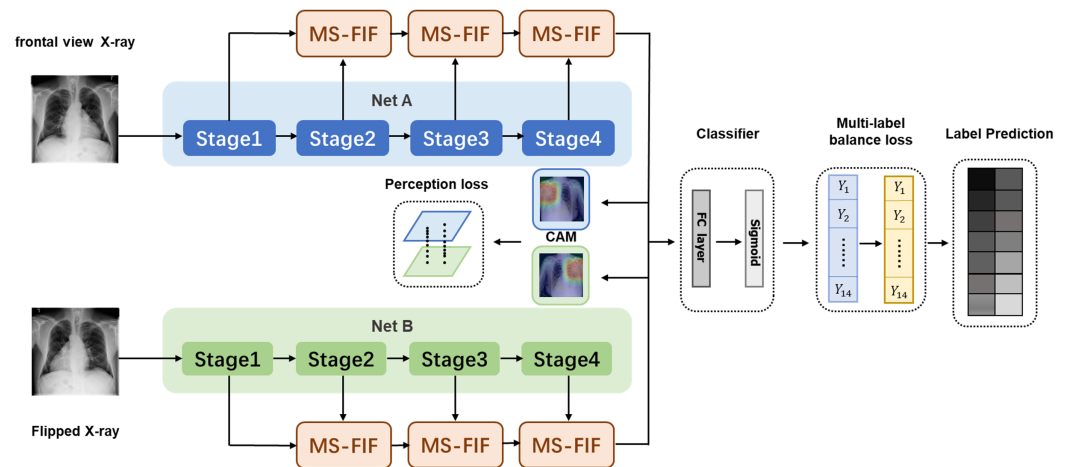 MS-FIF
MS-FIF
MS-FIF
frontal view X-ray
Net A
Stage1
Stage2
Stage3
Stage4
Perception loss
CAM
Classifier
FC layer
Sigmoid
Multi-label
balance loss
Y₁
Y₂
......
Y₁₄
Y₁
Y₂
......
Y₁₄
Label Prediction
Net B
Stage1
Stage2
Stage3
Stage4
Flipped X-ray
MS-FIF
MS-FIF
MS-FIF